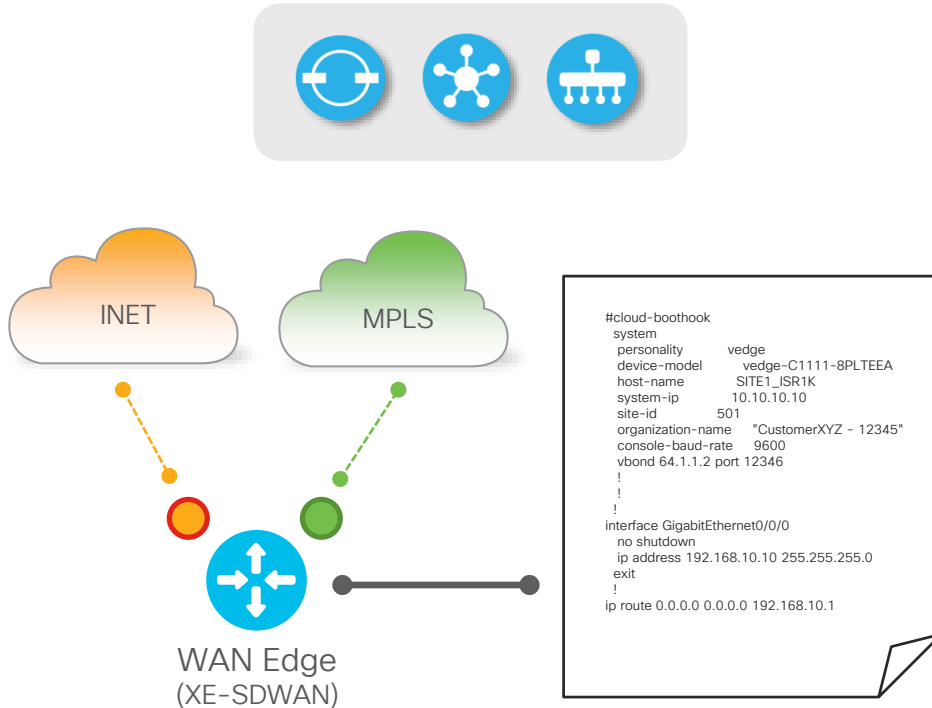 INET
MPLS
#cloud-boothook
system
personality vedge
device-model vedge-C1111-8PLTEEA
host-name SITE1_ISR1K
system-ip 10.10.10.10
site-id 501
organization-name "CustomerXYZ - 12345"
console-baud-rate 9600
vbond 64.1.1.2 port 12346
!
!
!
interface GigabitEthernet0/0/0
no shutdown
ip address 192.168.10.10 255.255.255.0
exit
!
ip route 0.0.0.0 0.0.0.0 192.168.10.1
WAN Edge
(XE-SDWAN)